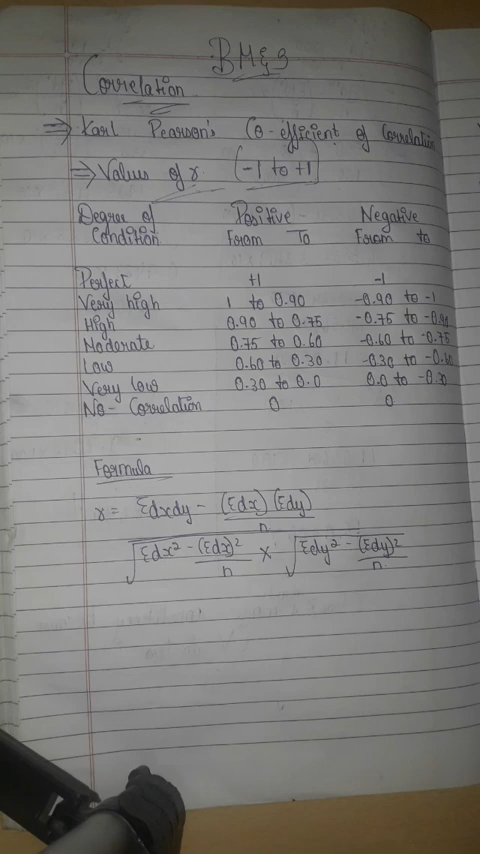 BM&S
Correlation
⇒ Karl Pearson's Co-efficient of Correlation
⇒ Values of r (-1 to +1)
Degree of Positive Negative
Condition From To From to
Perfect +1 -1
Very high 1 to 0.90 -0.90 to -1
High 0.90 to 0.75 -0.75 to -0.90
Moderate 0.75 to 0.60 -0.60 to -0.75
Low 0.60 to 0.30 -0.30 to -0.60
Very low 0.30 to 0.0 0.0 to -0.30
No- Correlation 0 0
Formula
r = Σdxdy - (Σdx)(Σdy)
n
√Σdx² - (Σdx)² × √Σdy² - (Σdy)²
n n